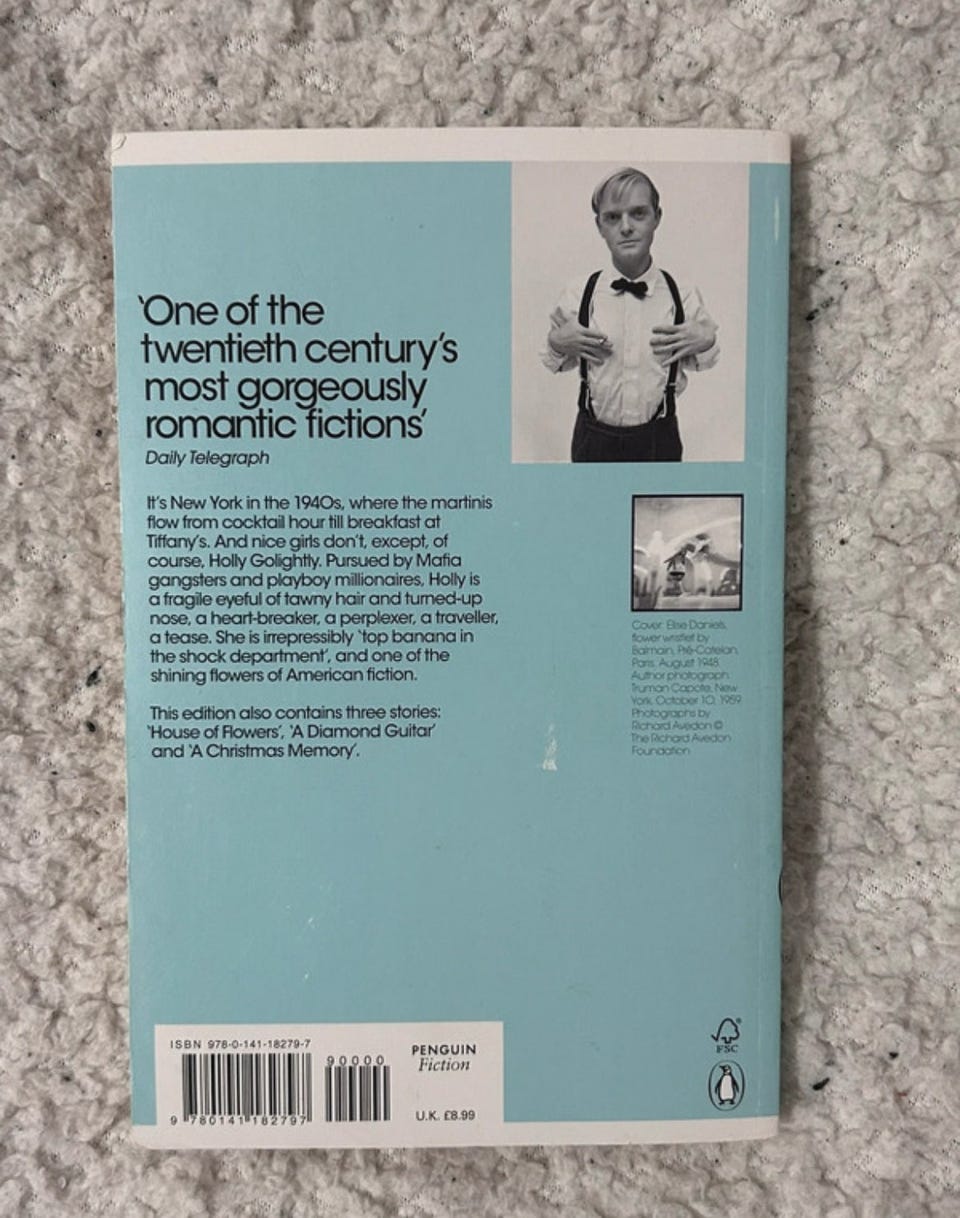 ‘One of the
twentieth century’s
most gorgeously
romantic fictions’
Daily Telegraph
It’s New York in the 1940s, where the martinis
flow from cocktail hour till breakfast at
Tiffany’s. And nice girls don’t, except, of
course, Holly Golightly. Pursued by Mafia
gangsters and playboy millionaires, Holly is
a fragile eyeful of tawny hair and turned-up
nose, a heart-breaker, a perplexer, a traveller,
a tease. She is irrepressibly ‘top banana in
the shock department’, and one of the
shining flowers of American fiction.
This edition also contains three stories:
‘House of Flowers’, ‘A Diamond Guitar’
and ‘A Christmas Memory’.
Cover: Elise Daniels,
flower wristlet by
Balmain, Pré-Catelan,
Paris, August 1948
Author photograph:
Truman Capote, New
York, October 10, 1959
Photographs by
Richard Avedon ©
The Richard Avedon
Foundation
ISBN 978-0-141-18279-7
90000
9 780141 182797
PENGUIN
Fiction
U.K. £8.99
FSC